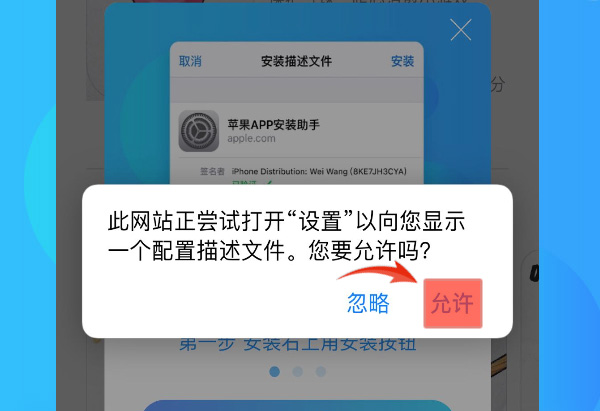 取消 安装描述文件 安装
分
苹果APP安装助手
apple.com
签名者 iPhone Distribution: Wei Wang (8KE7JH3CYA)
此网站正尝试打开“设置”以向您显示
一个配置描述文件。您要允许吗？
忽略 允许
第一步 安装右上角安装按钮